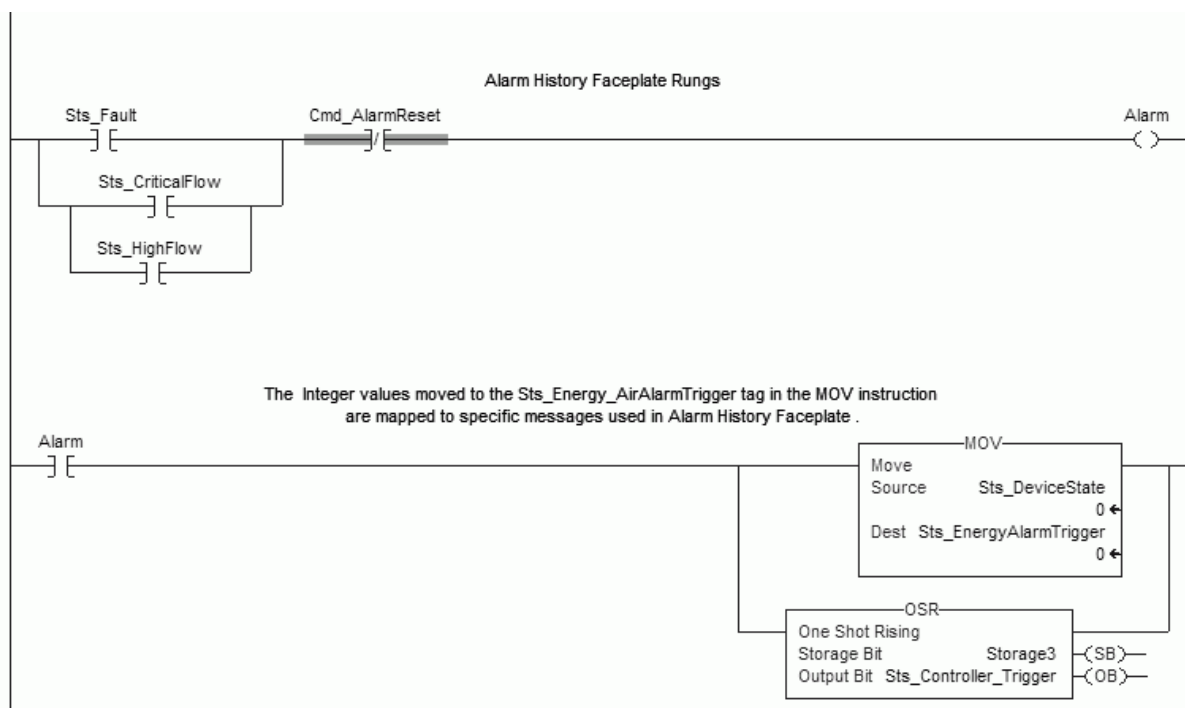 Alarm History Faceplate Rungs
Sts_Fault
Cmd_AlarmReset
Alarm
Sts_CriticalFlow
Sts_HighFlow
The Integer values moved to the Sts_Energy_AirAlarmTrigger tag in the MOV instruction
are mapped to specific messages used in Alarm History Faceplate .
Alarm
MOV
Move
Source Sts_DeviceState
0
Dest Sts_EnergyAlarmTrigger
0
OSR
One Shot Rising
Storage Bit Storage3 SB
Output Bit Sts_Controller_Trigger OB